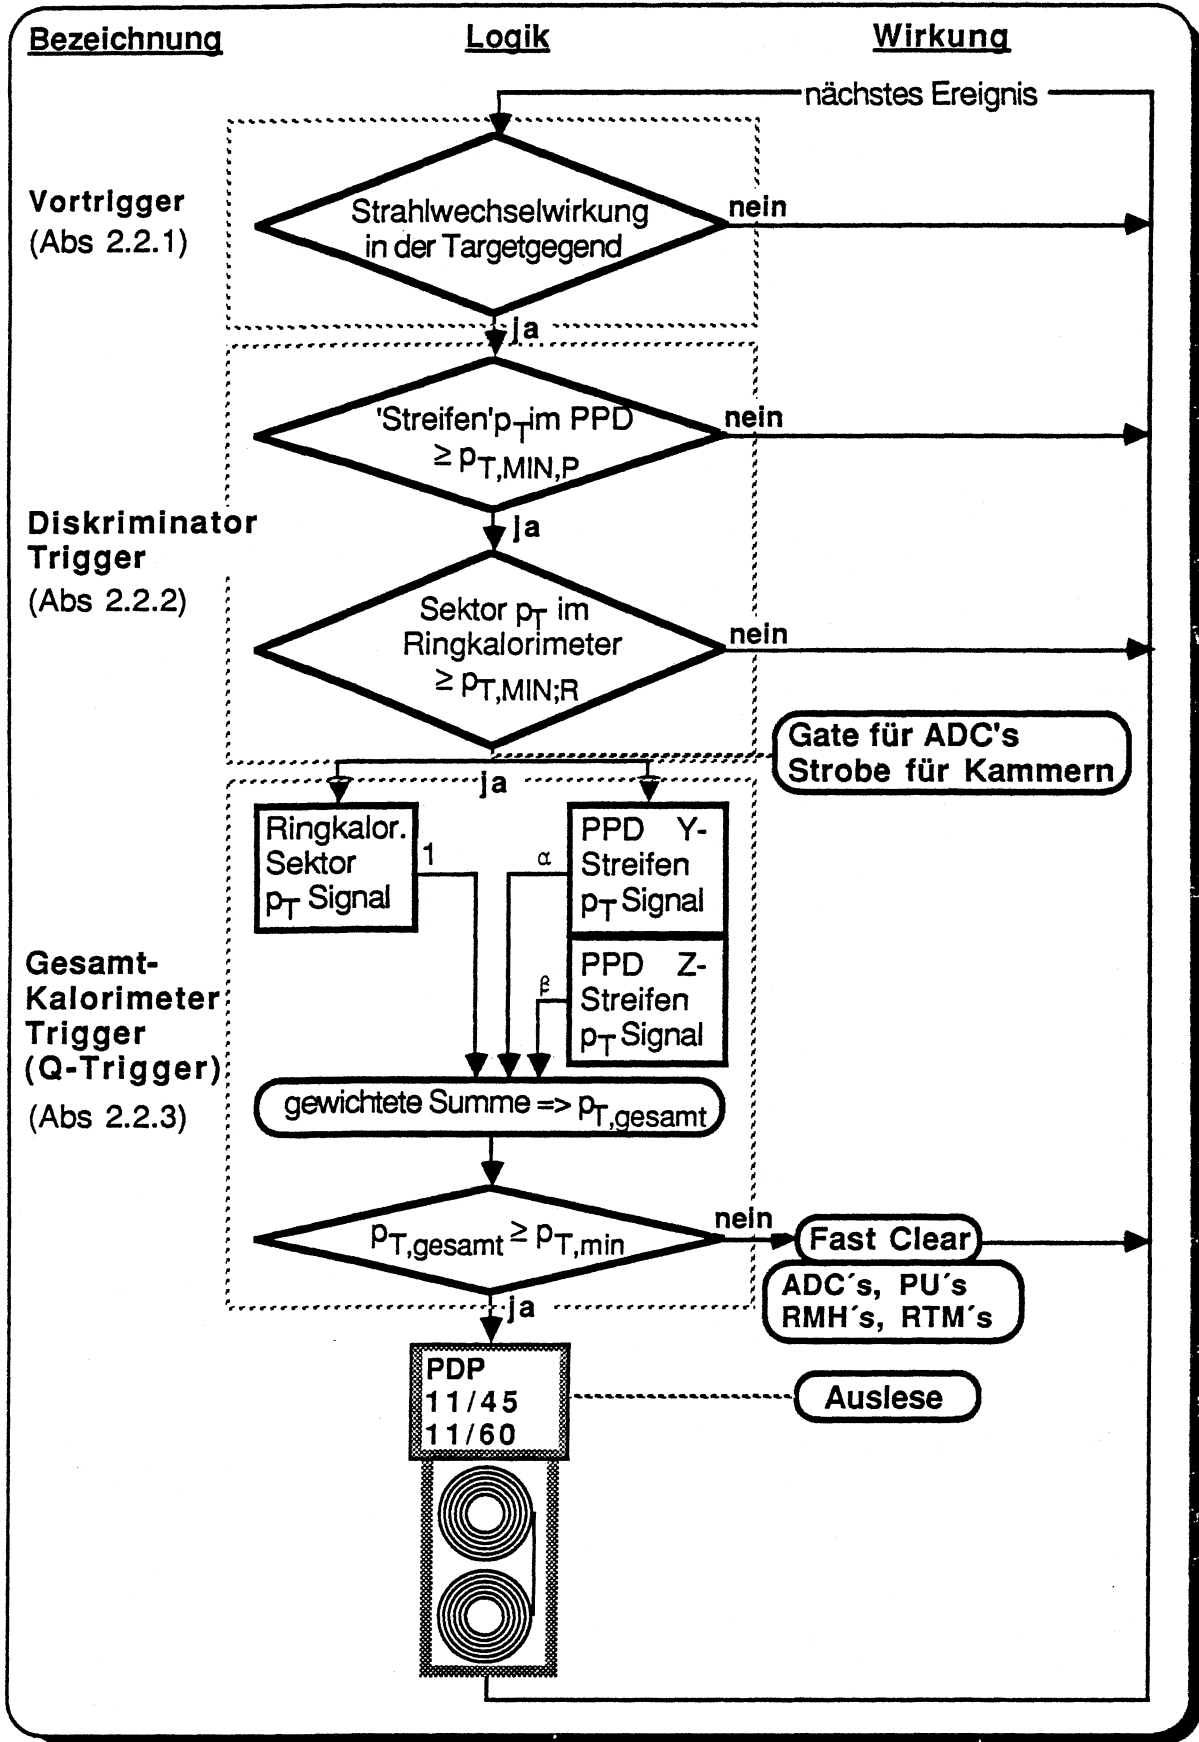 Bezeichnung Logik Wirkung
nächstes Ereignis
Vortrigger
(Abs 2.2.1)
Strahlwechselwirkung
in der Targetgegend
nein
ja
Diskriminator
Trigger
(Abs 2.2.2)
'Streifen'pT im PPD
≥ pT,MIN,P
nein
ja
Sektor pT im
Ringkalorimeter
≥ pT,MIN;R
nein
Gate für ADC's
Strobe für Kammern
ja
Gesamt-
Kalorimeter
Trigger
(Q-Trigger)
(Abs 2.2.3)
Ringkalor.
Sektor
pT Signal
1
α
PPD Y-
Streifen
pT Signal
β
PPD Z-
Streifen
pT Signal
gewichtete Summe => pT,gesamt
pT,gesamt ≥ pT,min
nein
Fast Clear
ADC´s, PU´s
RMH´s, RTM´s
ja
PDP
11/45
11/60
Auslese